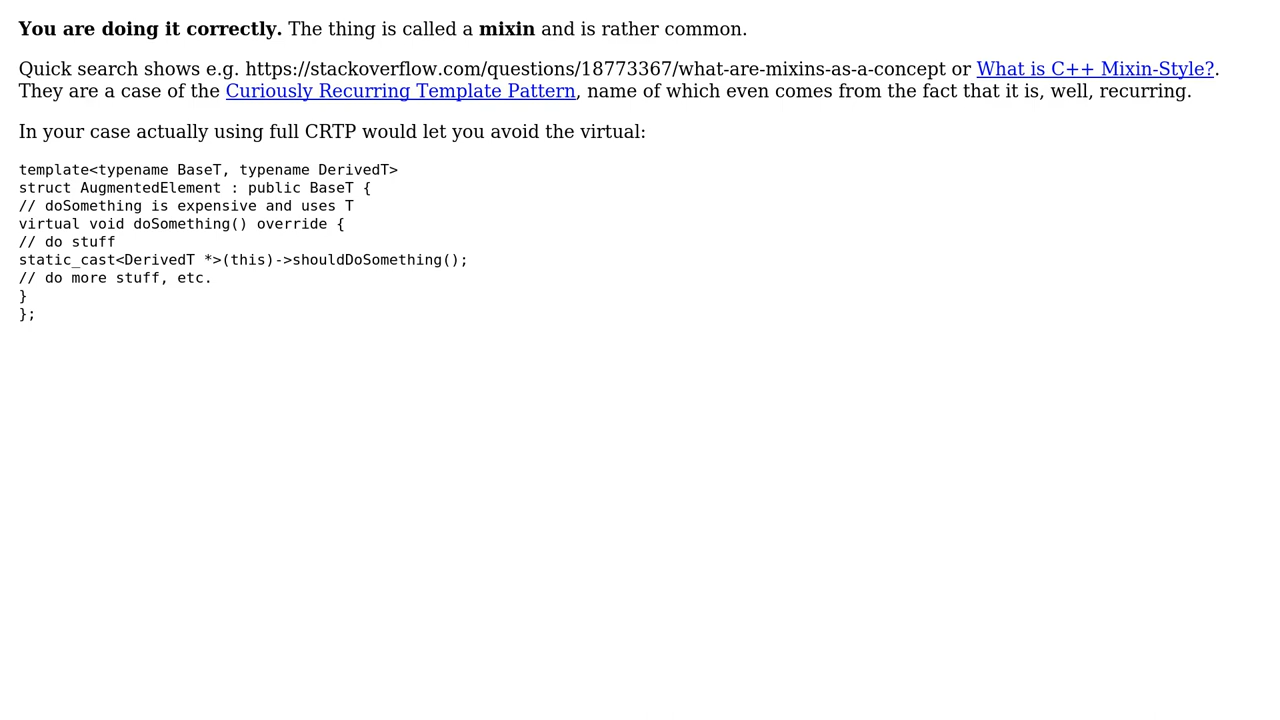 You are doing it correctly. The thing is called a mixin and is rather common.
Quick search shows e.g. https://stackoverflow.com/questions/18773367/what-are-mixins-as-a-concept or What is C++ Mixin-Style?.
They are a case of the Curiously Recurring Template Pattern, name of which even comes from the fact that it is, well, recurring.
In your case actually using full CRTP would let you avoid the virtual:
template<typename BaseT, typename DerivedT>
struct AugmentedElement : public BaseT {
// doSomething is expensive and uses T
virtual void doSomething() override {
// do stuff
static_cast<DerivedT *>(this)->shouldDoSomething();
// do more stuff, etc.
}
};